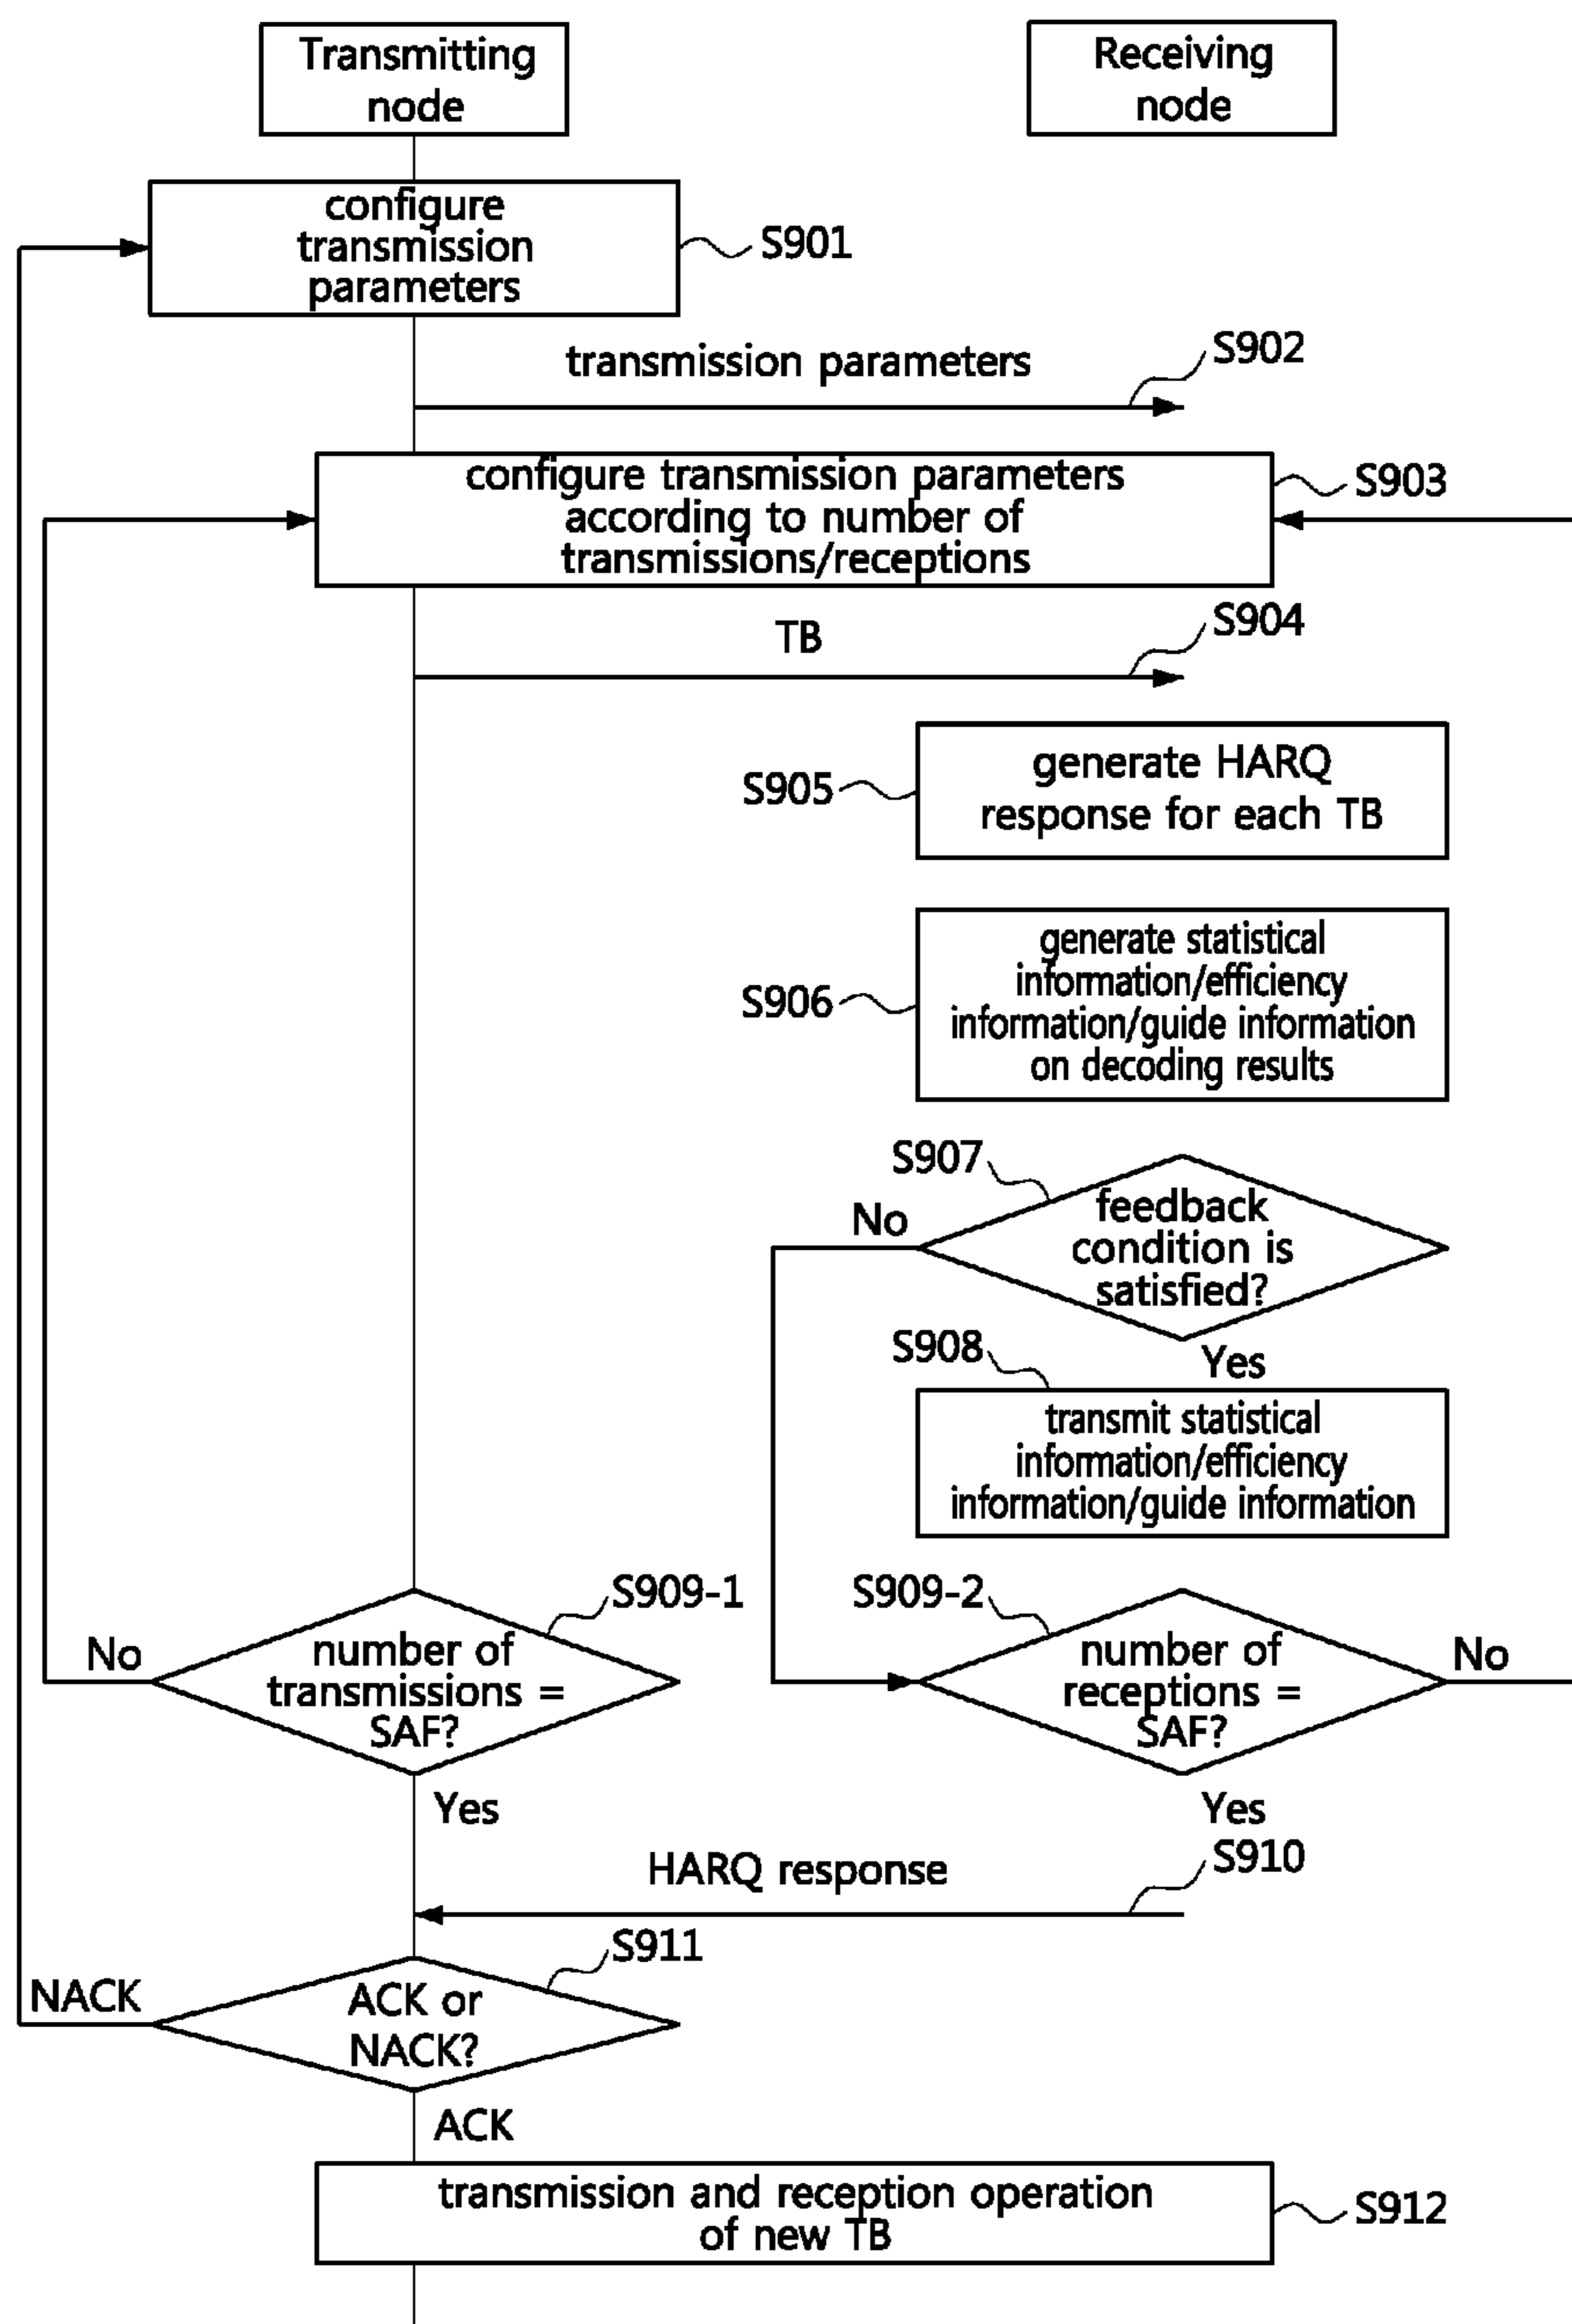 Transmitting
node
Receiving
node
configure
transmission
parameters
S901
transmission parameters
S902
configure transmission parameters
according to number of
transmissions/receptions
S903
TB
S904
generate HARQ
response for each TB
S905
generate statistical
information/efficiency
information/guide information
on decoding results
S906
S907
feedback
condition is
satisfied?
No
Yes
S908
transmit statistical
information/efficiency
information/guide information
S909-1
number of
transmissions =
SAF?
No
Yes
S909-2
number of
receptions =
SAF?
No
Yes
HARQ response
S910
S911
ACK or
NACK?
NACK
ACK
transmission and reception operation
of new TB
S912